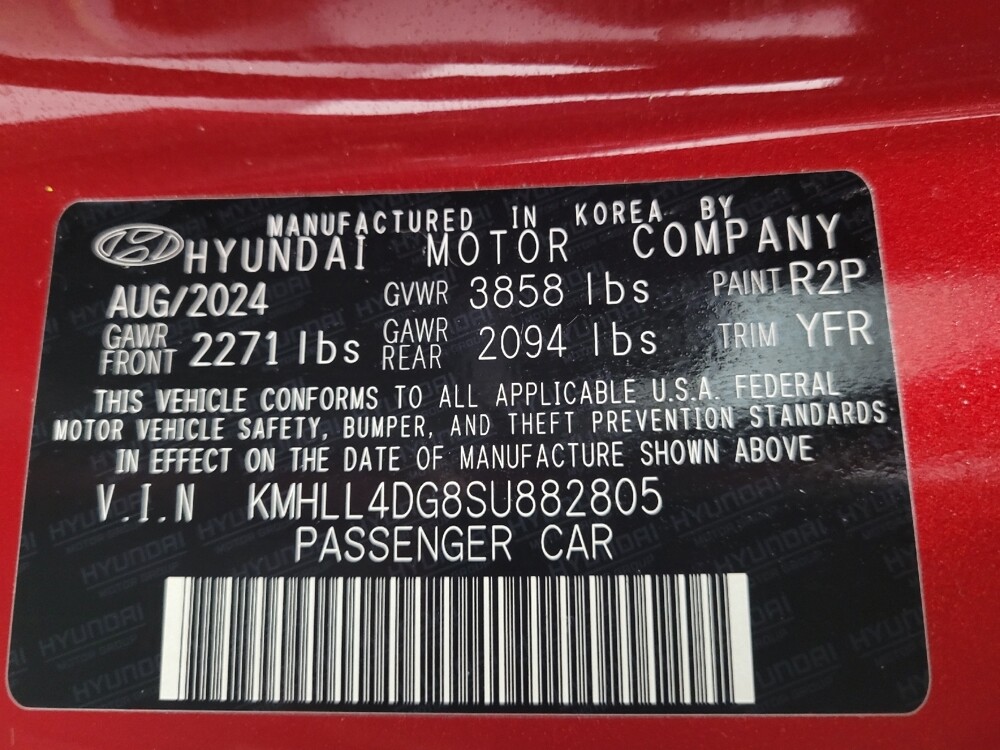 MANUFACTURED IN KOREA BY
HYUNDAI MOTOR COMPANY
AUG/2024 GVWR 3858 lbs PAINT R2P
GAWR FRONT 2271 lbs GAWR REAR 2094 lbs TRIM YFR
THIS VEHICLE CONFORMS TO ALL APPLICABLE U.S.A. FEDERAL
MOTOR VEHICLE SAFETY, BUMPER, AND THEFT PREVENTION STANDARDS
IN EFFECT ON THE DATE OF MANUFACTURE SHOWN ABOVE
V.I.N KMHLL4DG8SU882805
PASSENGER CAR